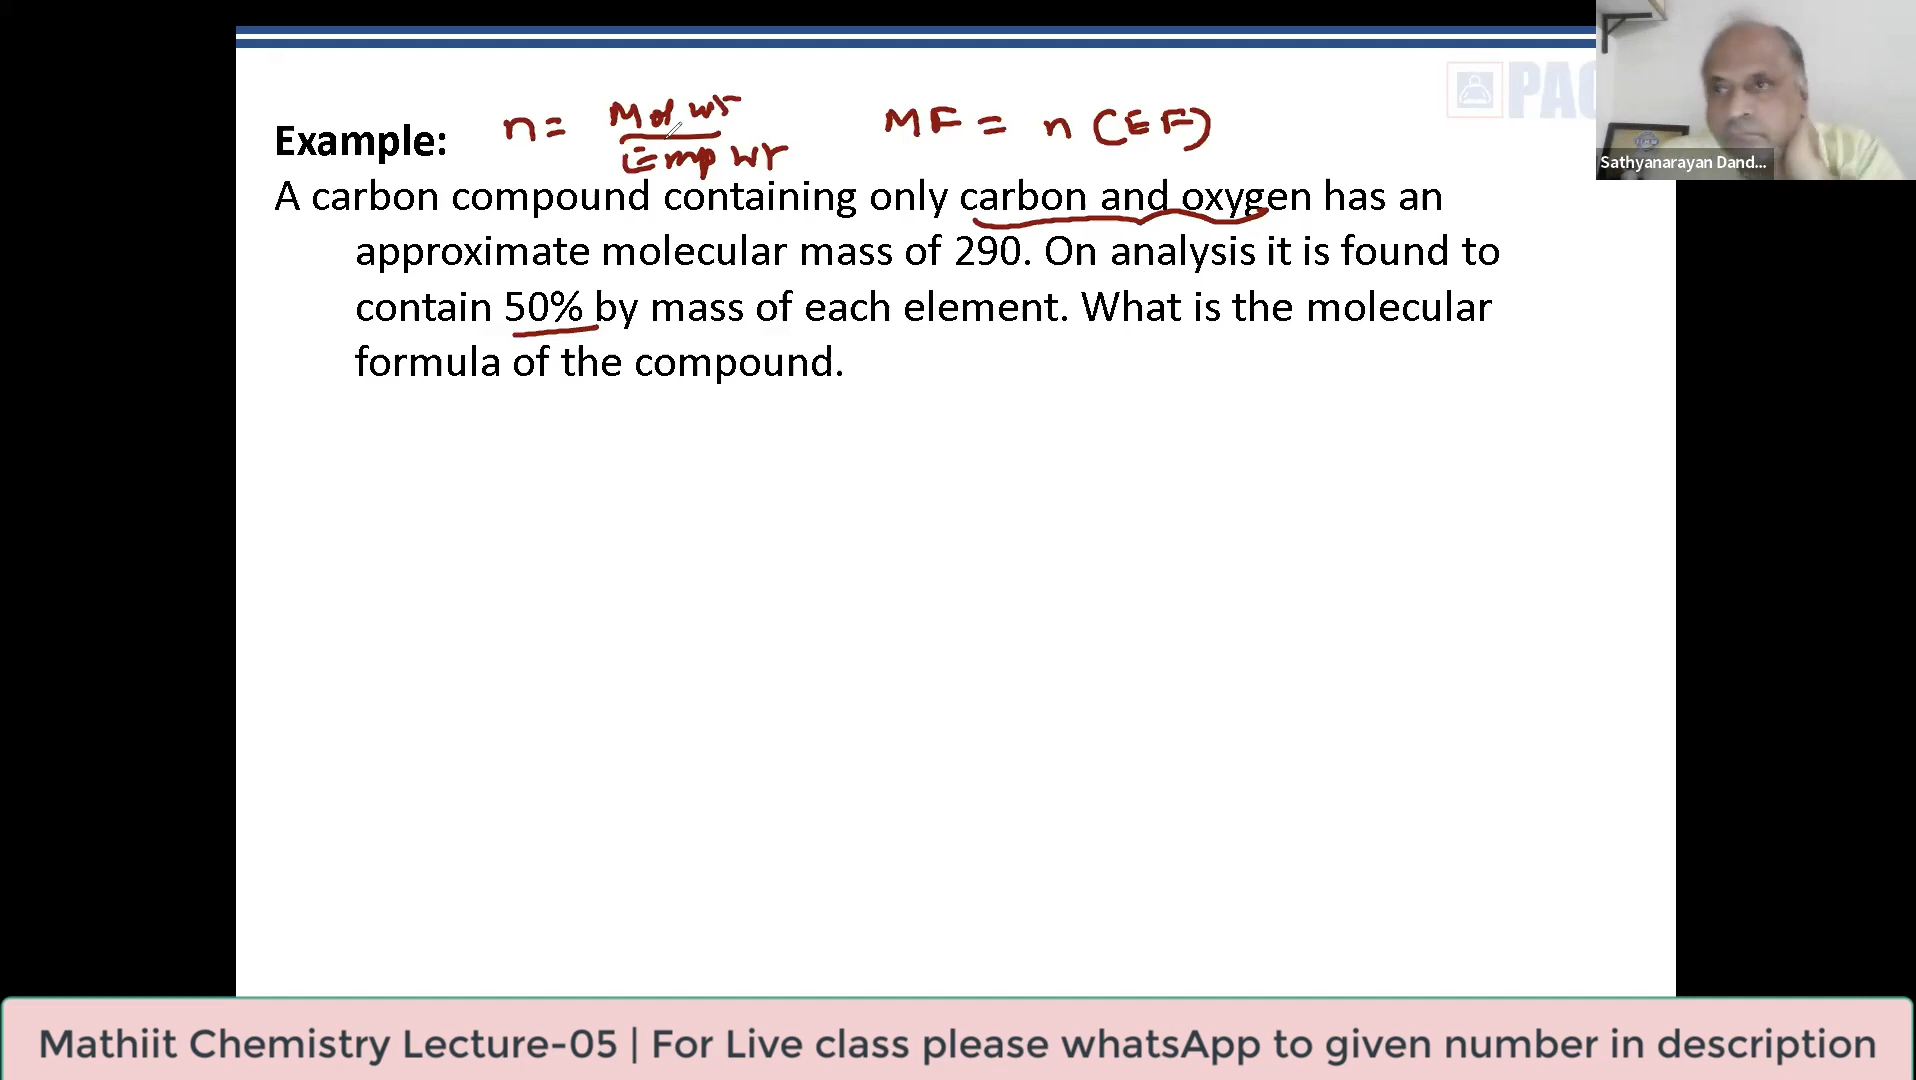 PAC
n = Mol wt / Emp wt MF = n (EF)
Example:
A carbon compound containing only carbon and oxygen has an
approximate molecular mass of 290. On analysis it is found to
contain 50% by mass of each element. What is the molecular
formula of the compound.
Sathyanarayan Dand...
Mathiit Chemistry Lecture-05 | For Live class please whatsApp to given number in description